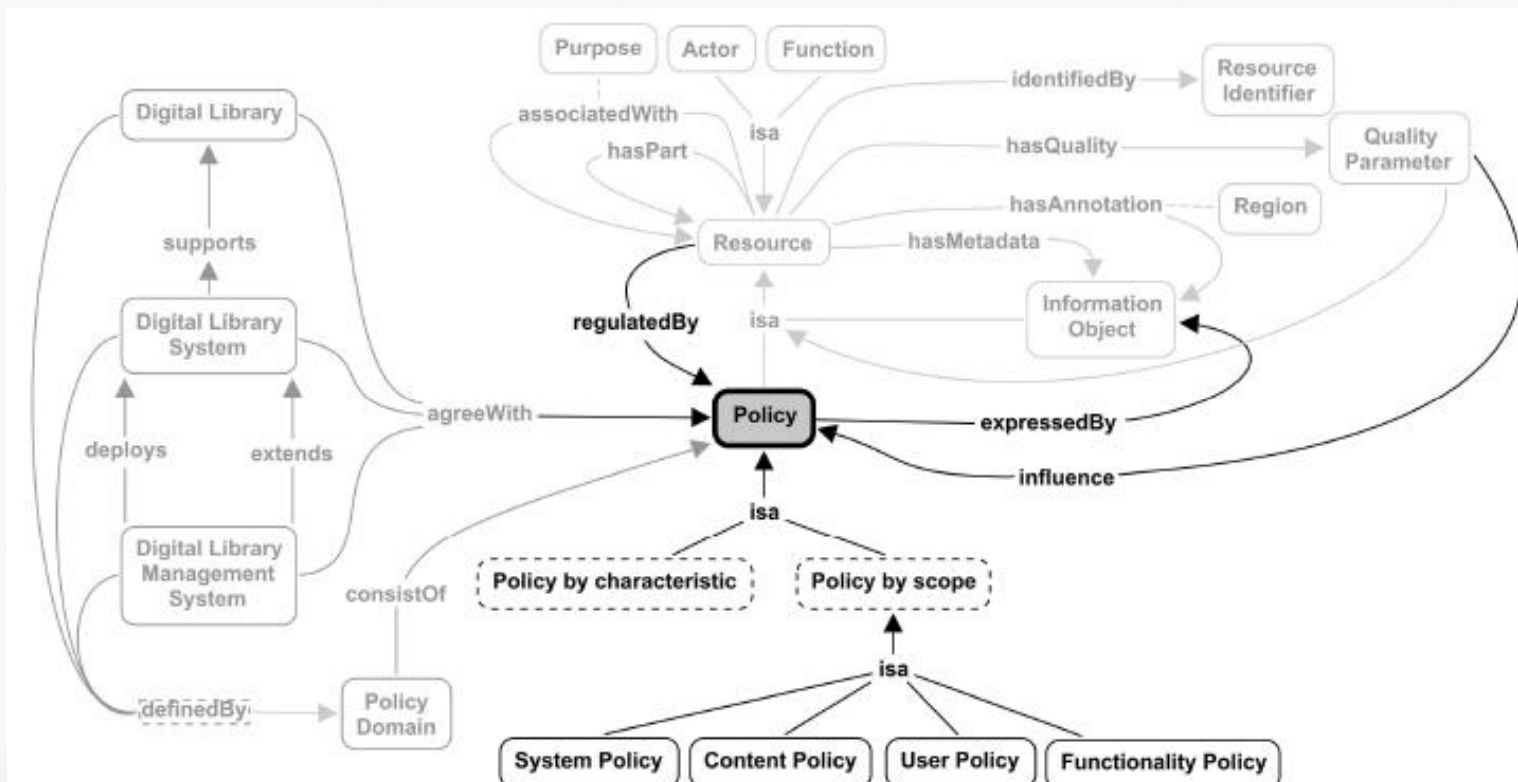 Purpose
Actor
Function
identifiedBy
Resource
Identifier
Digital Library
associatedWith
isa
hasPart
hasQuality
Quality
Parameter
hasAnnotation
Region
supports
Resource
hasMetadata
Digital Library
System
regulatedBy
isa
Information
Object
agreeWith
Policy
expressedBy
deploys
extends
influence
isa
Digital Library
Management
System
Policy by characteristic
Policy by scope
consistOf
isa
definedBy
Policy
Domain
System Policy
Content Policy
User Policy
Functionality Policy